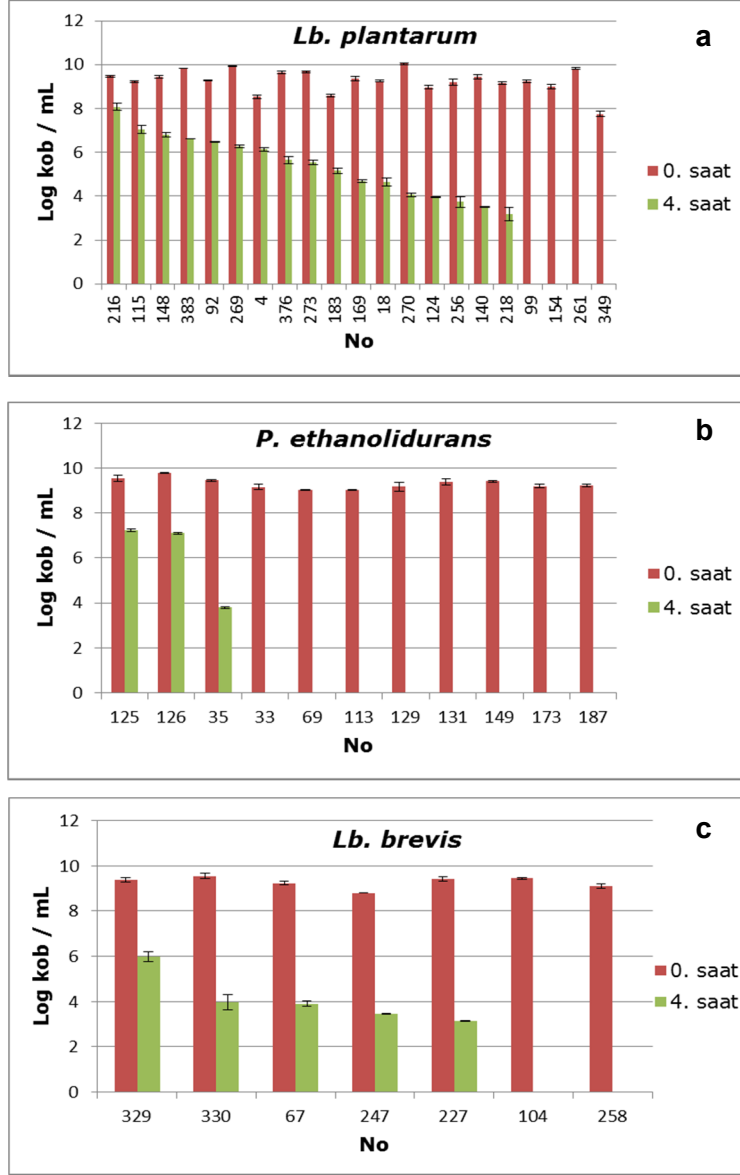 Lb. plantarum
a
12
10
8
6
4
2
0
Log kob / mL
216 115 148 383 92 269 4 376 273 183 169 18 270 124 256 140 218 99 154 261 349
No
0. saat
4. saat
P. ethanolidurans
b
12
10
8
6
4
2
0
Log kob / mL
125 126 35 33 69 113 129 131 149 173 187
No
0. saat
4. saat
Lb. brevis
c
12
10
8
6
4
2
0
Log kob / mL
329 330 67 247 227 104 258
No
0. saat
4. saat